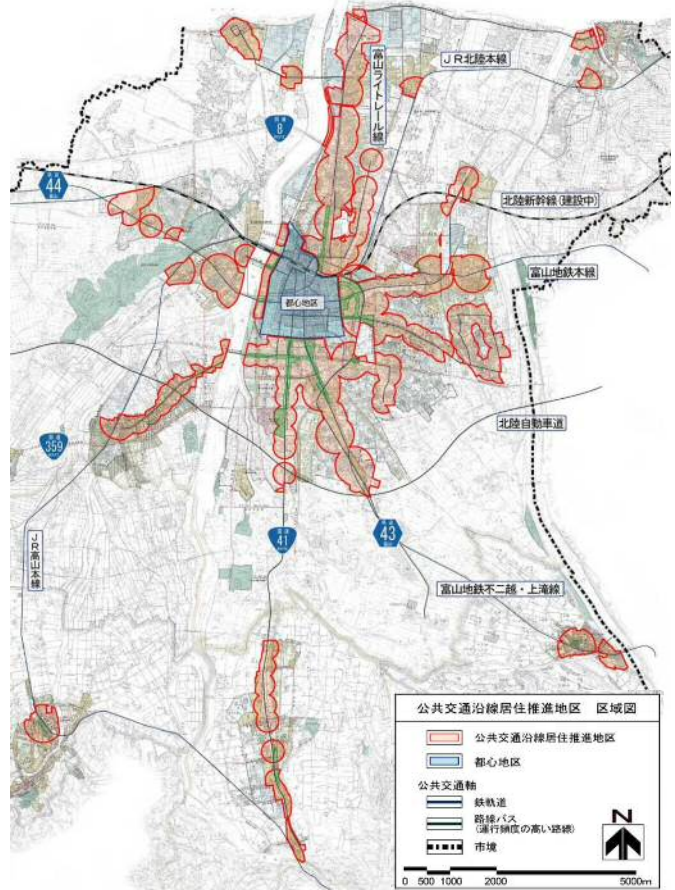 富山ライトレール線
JR北陸本線
国道
8
44
北陸新幹線(建設中)
富山地鉄本線
都心地区
北陸自動車道
国道
359
JR高山本線
国道
41
43
富山地鉄不二越・上滝線
公共交通沿線居住推進地区 区域図
公共交通沿線居住推進地区
都心地区
公共交通軸
鉄軌道
路線バス
(運行頻度の高い路線)
市境
N
0 500 1000 2000 5000m